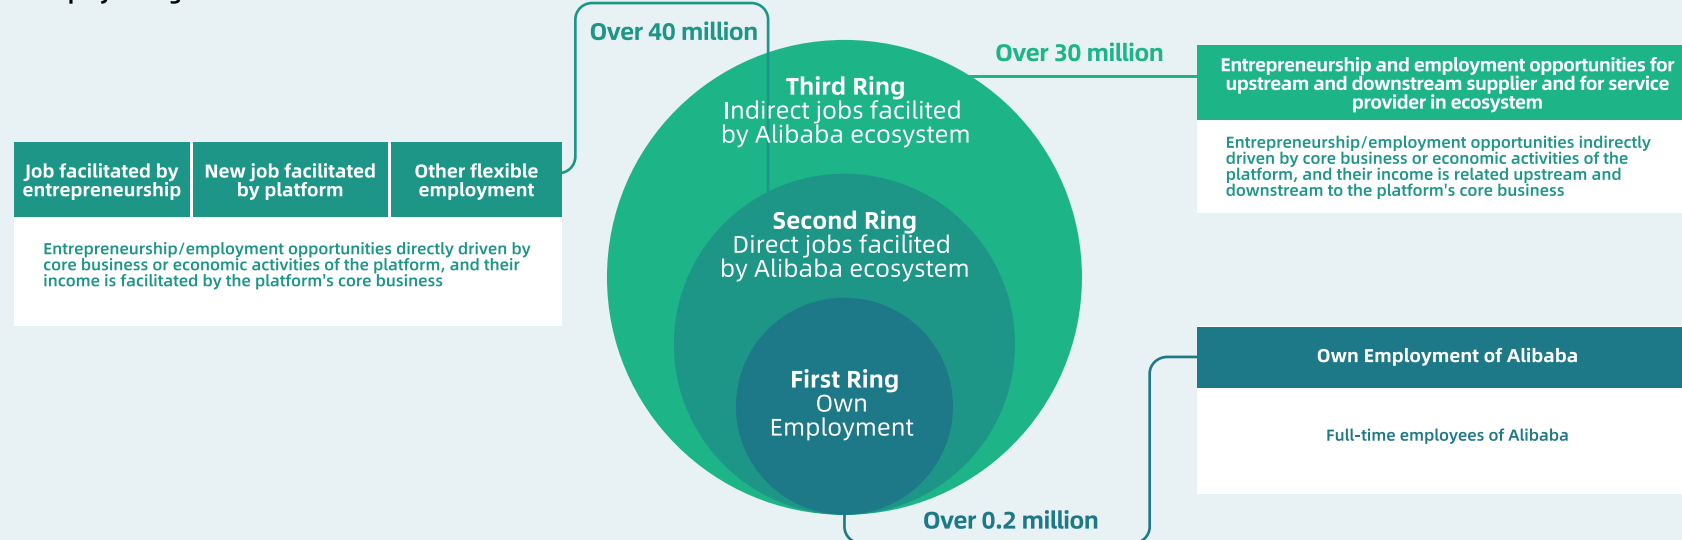 Over 40 million
Over 30 million
Third Ring
Indirect jobs facilited
by Alibaba ecosystem
Entrepreneurship and employment opportunities for
upstream and downstream supplier and for service
provider in ecosystem
Entrepreneurship/employment opportunities indirectly
driven by core business or economic activities of the
platform, and their income is related upstream and
downstream to the platform's core business
Job facilitated by
entrepreneurship
New job facilitated
by platform
Other flexible
employment
Entrepreneurship/employment opportunities directly driven by
core business or economic activities of the platform, and their
income is facilitated by the platform's core business
Second Ring
Direct jobs facilited
by Alibaba ecosystem
First Ring
Own
Employment
Own Employment of Alibaba
Full-time employees of Alibaba
Over 0.2 million